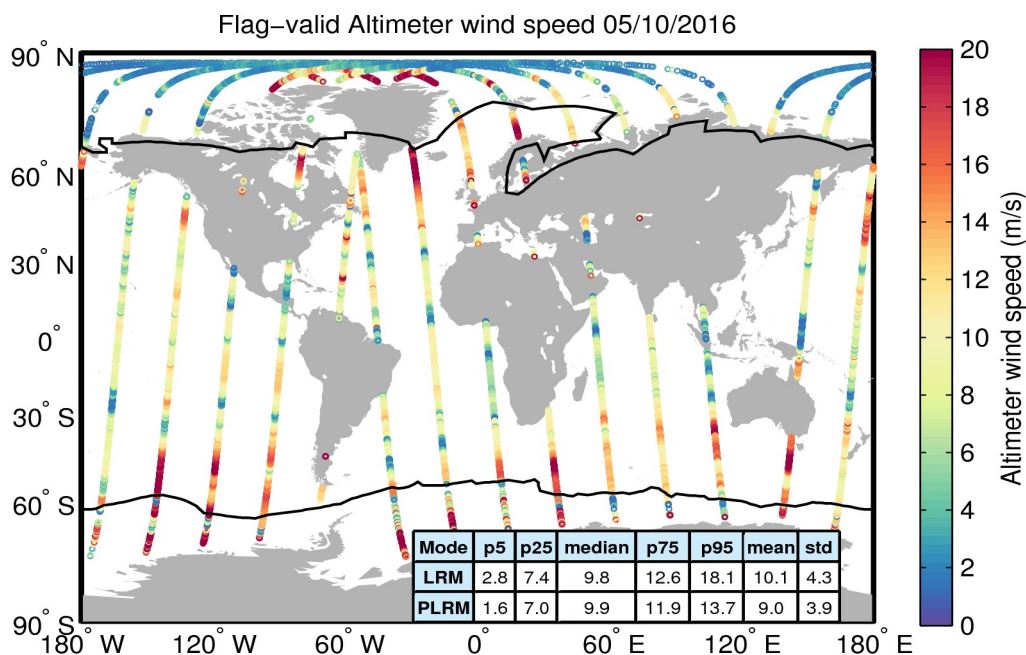 Flag−valid Altimeter wind speed 05/10/2016
90° N
60° N
30° N
0°
30° S
60° S
90° S
180° W
120° W
60° W
0°
60° E
120° E
180° E
Mode p5 p25 median p75 p95 mean std
LRM 2.8 7.4 9.8 12.6 18.1 10.1 4.3
PLRM 1.6 7.0 9.9 11.9 13.7 9.0 3.9
20
18
16
14
12
10
8
6
4
2
0
Altimeter wind speed (m/s)